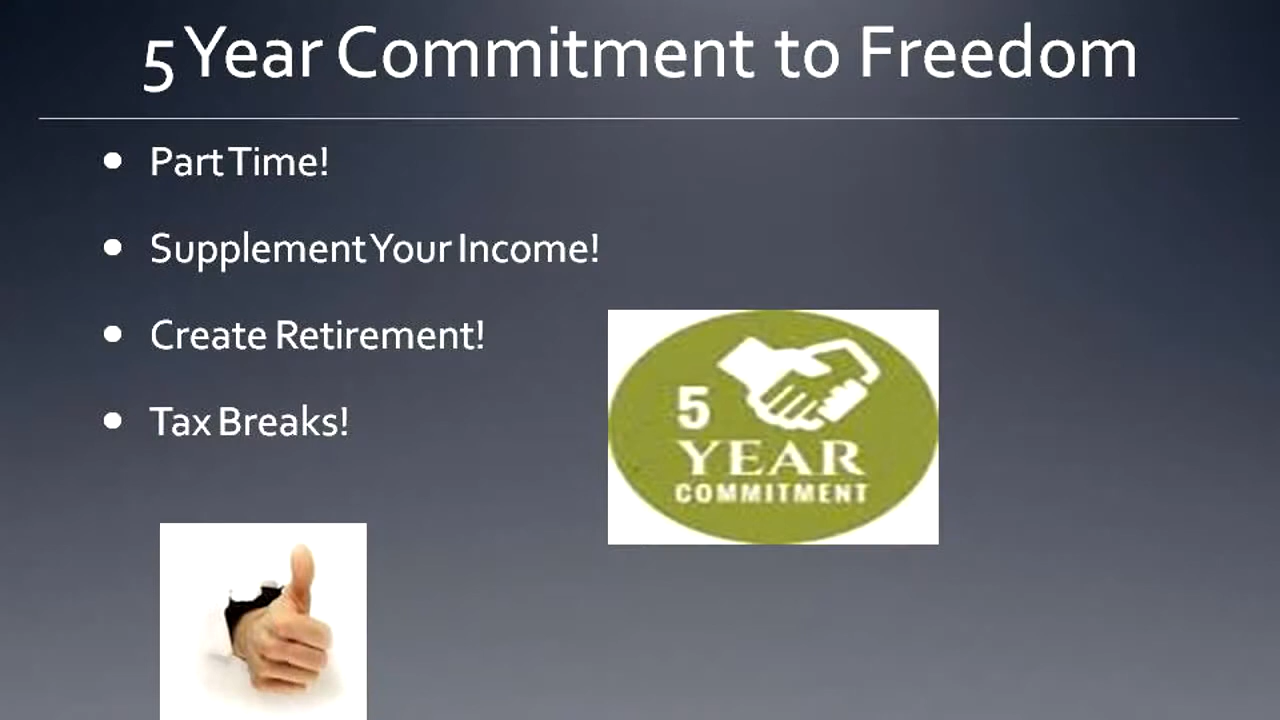 5 Year Commitment to Freedom
Part Time!
Supplement Your Income!
Create Retirement!
Tax Breaks!
5
YEAR
COMMITMENT